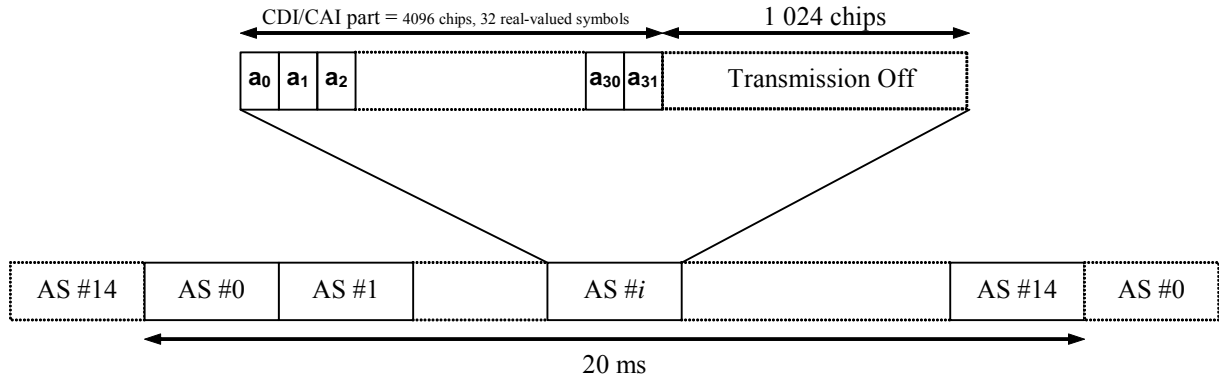 CDI/CAI part = 4096 chips, 32 real-valued symbols
1 024 chips
a0 a1 a2 a30 a31 Transmission Off
AS #14 AS #0 AS #1 AS #i AS #14 AS #0
20 ms